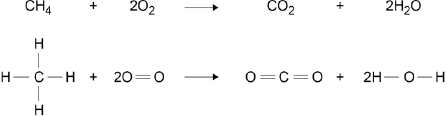 CH₄ + 2O₂ → CO₂ + 2H₂O
H
H—C—H + 2O=O → O=C=O + 2H—O—H
H